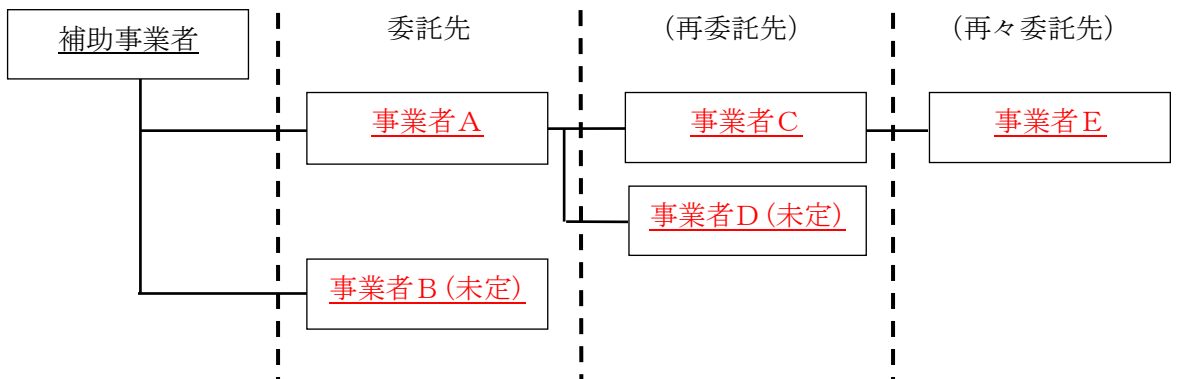 補助事業者
委託先
（再委託先）
（再々委託先）
事業者Ａ
事業者Ｃ
事業者Ｅ
事業者Ｄ（未定）
事業者Ｂ（未定）